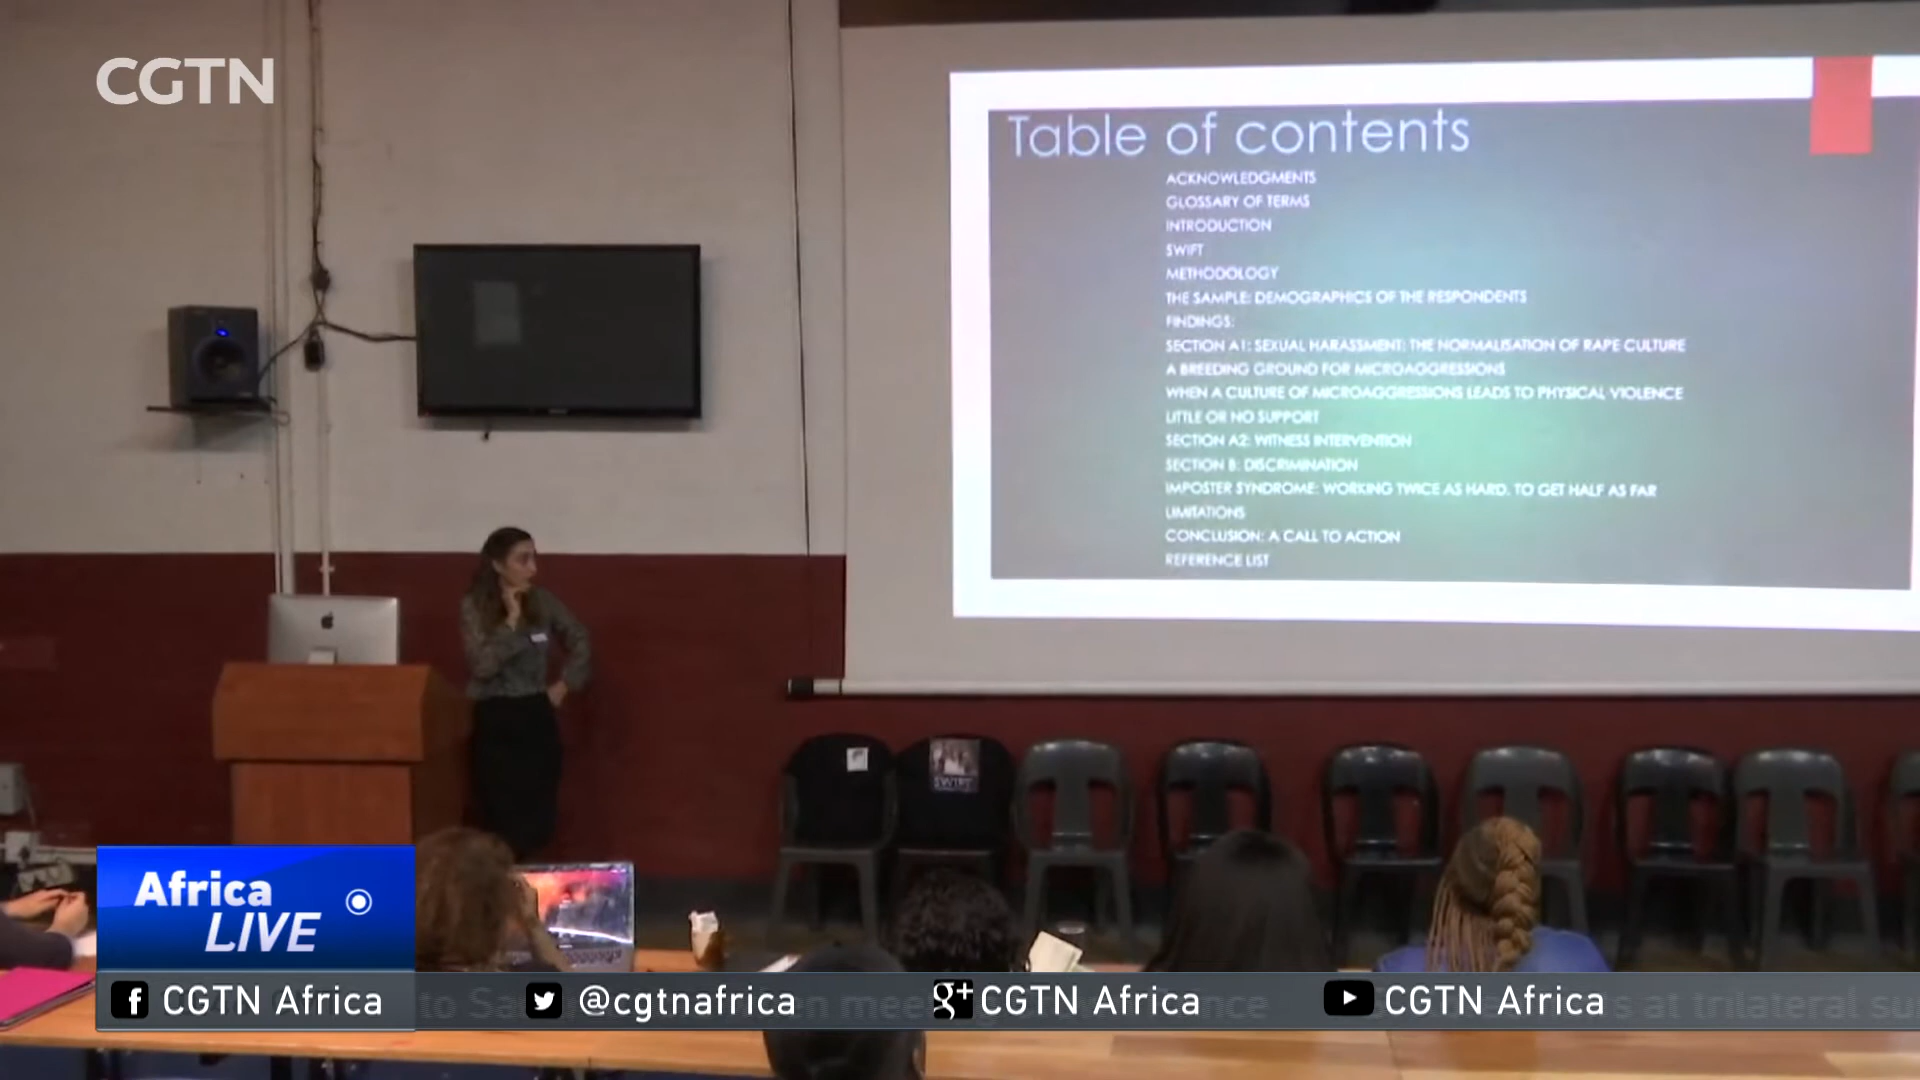 CGTN
Table of contents
ACKNOWLEDGMENTS
GLOSSARY OF TERMS
INTRODUCTION
SWIFT
METHODOLOGY
THE SAMPLE: DEMOGRAPHICS OF THE RESPONDENTS
FINDINGS:
SECTION A1: SEXUAL HARASSMENT: THE NORMALISATION OF RAPE CULTURE
A BREEDING GROUND FOR MICROAGGRESSIONS
WHEN A CULTURE OF MICROAGGRESSIONS LEADS TO PHYSICAL VIOLENCE
LITTLE OR NO SUPPORT
SECTION A2: WITNESS INTERVENTION
SECTION B: DISCRIMINATION
IMPOSTER SYNDROME: WORKING TWICE AS HARD, TO GET HALF AS FAR
LIMITATIONS
CONCLUSION: A CALL TO ACTION
REFERENCE LIST
SWIFT
Africa
LIVE
CGTN Africa @cgtnafrica g+ CGTN Africa CGTN Africa